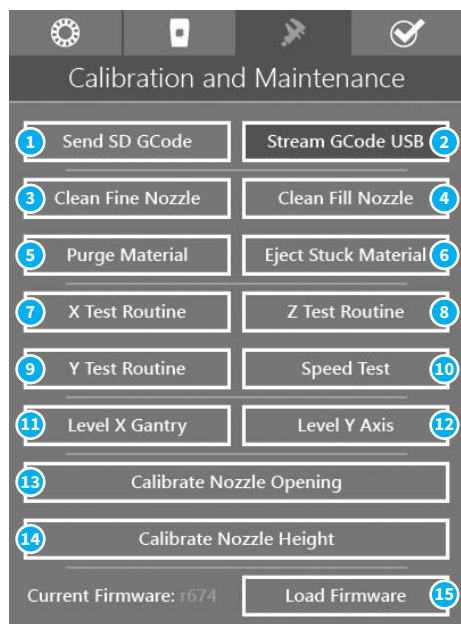 Calibration and Maintenance
1 Send SD GCode
Stream GCode USB 2
3 Clean Fine Nozzle
Clean Fill Nozzle 4
5 Purge Material
Eject Stuck Material 6
7 X Test Routine
Z Test Routine 8
9 Y Test Routine
Speed Test 10
11 Level X Gantry
Level Y Axis 12
13 Calibrate Nozzle Opening
14 Calibrate Nozzle Height
Current Firmware: r674
Load Firmware 15